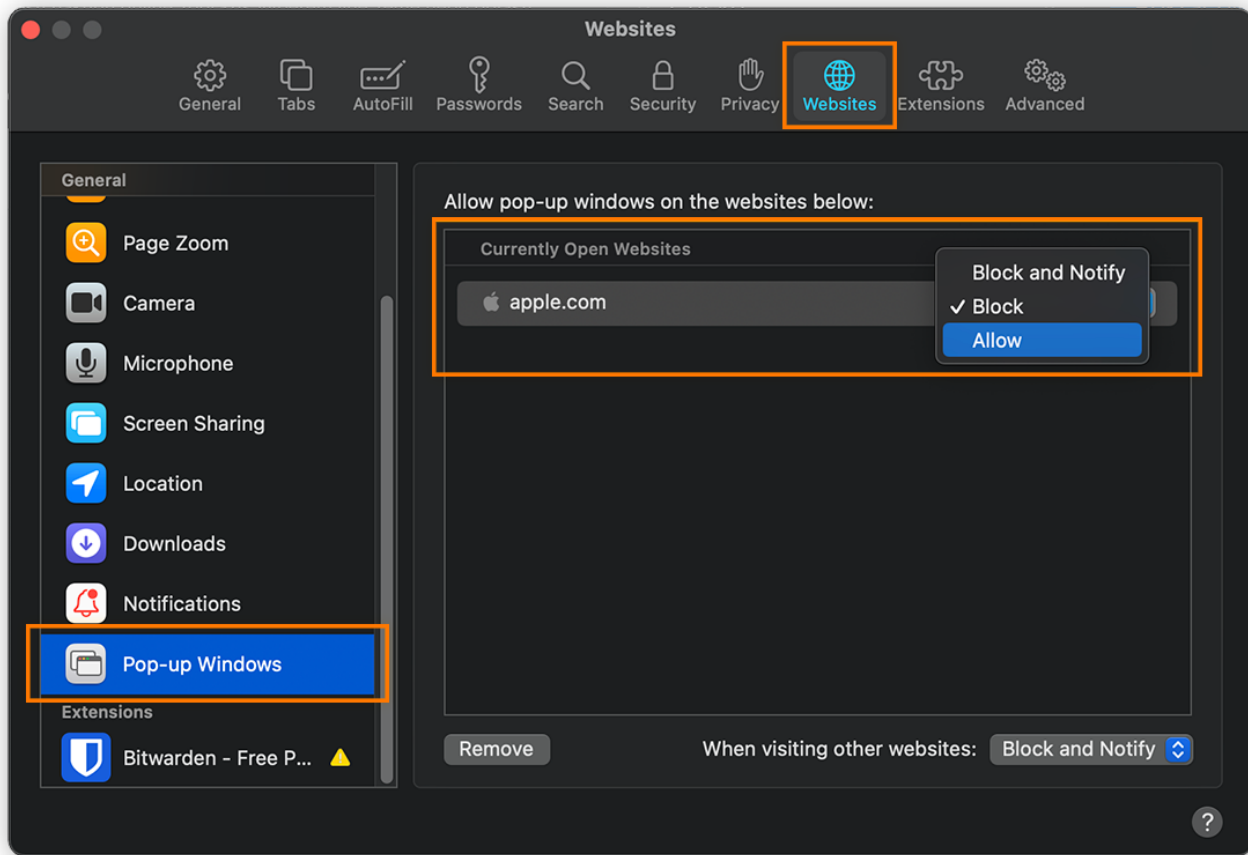 Websites
General
Tabs
AutoFill
Passwords
Search
Security
Privacy
Websites
Extensions
Advanced
General
Page Zoom
Camera
Microphone
Screen Sharing
Location
Downloads
Notifications
Pop-up Windows
Extensions
Bitwarden - Free P...
Allow pop-up windows on the websites below:
Currently Open Websites
apple.com
Block and Notify
✓ Block
Allow
Remove
When visiting other websites: Block and Notify
?